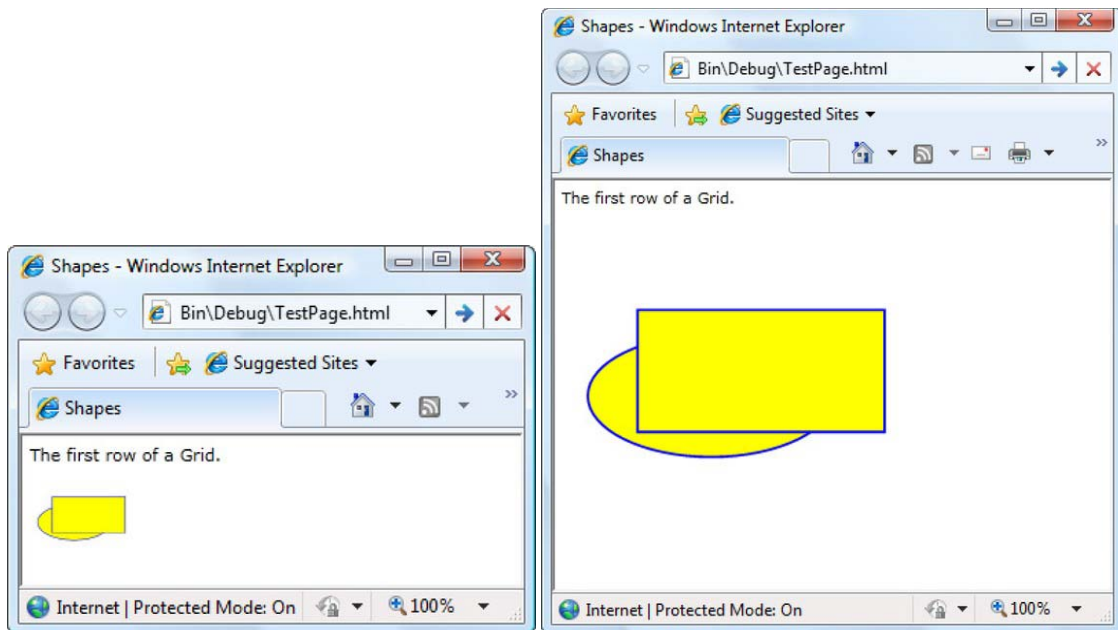 Shapes - Windows Internet Explorer
Bin\Debug\TestPage.html
Favorites Suggested Sites
Shapes
The first row of a Grid.
Internet | Protected Mode: On 100%
Shapes - Windows Internet Explorer
Bin\Debug\TestPage.html
Favorites Suggested Sites
Shapes
The first row of a Grid.
Internet | Protected Mode: On 100%